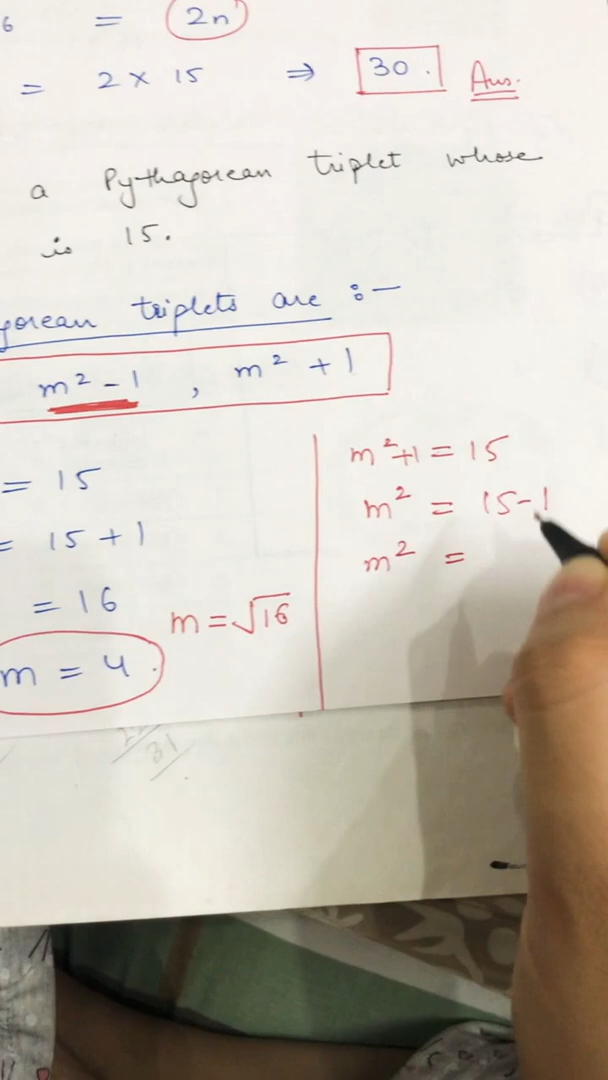 6 = 2n
= 2 × 15 ⇒ 30. Ans.
a Pythagorean triplet whose
is 15.
gorean triplets are :-
m² - 1 , m² + 1
= 15
= 15 + 1
= 16
m = √16
m = 4.
m²+1 = 15
m² = 15-1
m² =
31